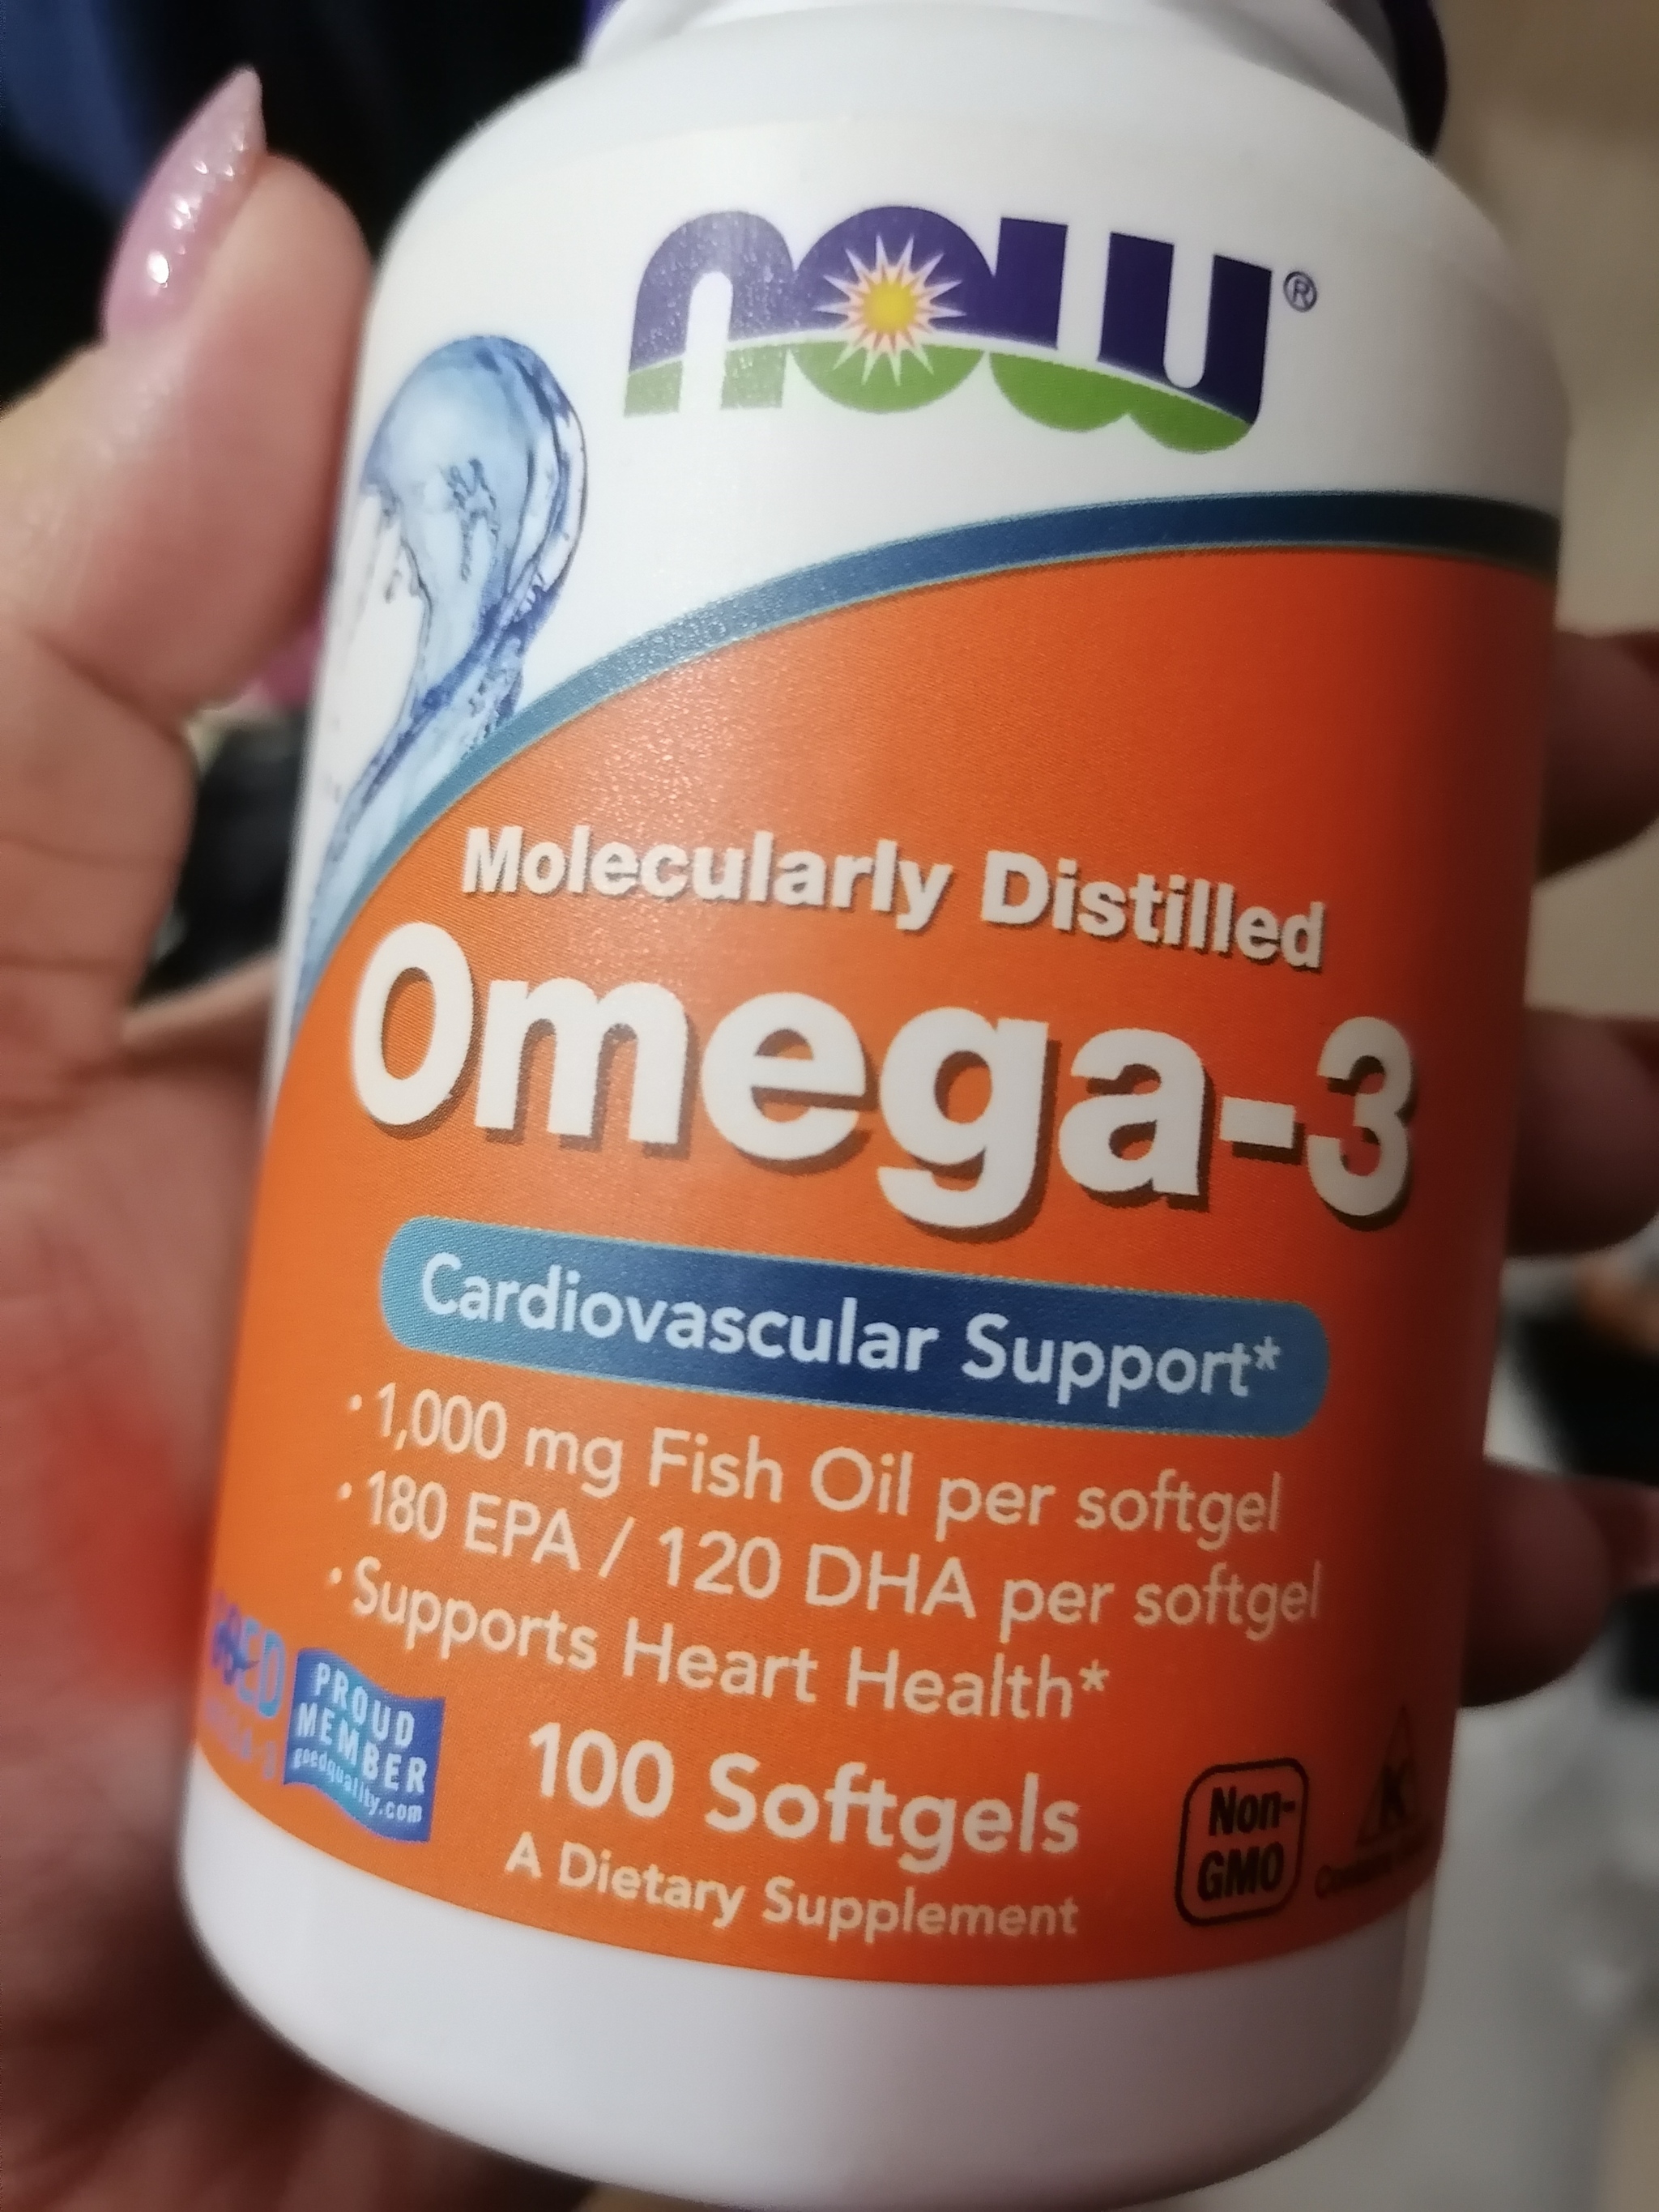 now®
Molecularly Distilled
Omega-3
Cardiovascular Support*
• 1,000 mg Fish Oil per softgel
• 180 EPA / 120 DHA per softgel
• Supports Heart Health*
PROUD
MEMBER
goedquality.com
100 Softgels
A Dietary Supplement
Non-
GMO
K